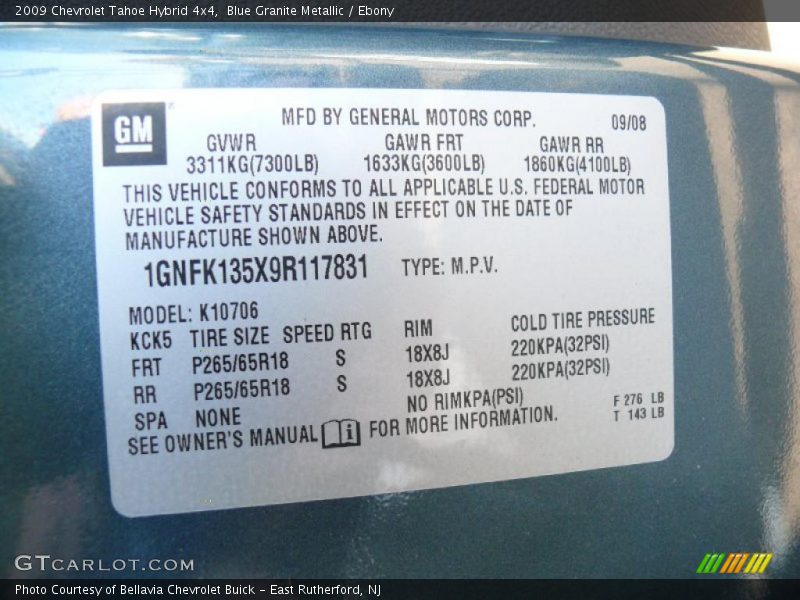 2009 Chevrolet Tahoe Hybrid 4x4, Blue Granite Metallic / Ebony
GM
MFD BY GENERAL MOTORS CORP. 09/08
GVWR GAWR FRT GAWR RR
3311KG(7300LB) 1633KG(3600LB) 1860KG(4100LB)
THIS VEHICLE CONFORMS TO ALL APPLICABLE U.S. FEDERAL MOTOR
VEHICLE SAFETY STANDARDS IN EFFECT ON THE DATE OF
MANUFACTURE SHOWN ABOVE.
1GNFK135X9R117831 TYPE: M.P.V.
MODEL: K10706
KCK5 TIRE SIZE SPEED RTG RIM COLD TIRE PRESSURE
FRT P265/65R18 S 18X8J 220KPA(32PSI)
RR P265/65R18 S 18X8J 220KPA(32PSI)
SPA NONE NO RIMKPA(PSI) F 276 LB
SEE OWNER'S MANUAL i FOR MORE INFORMATION. T 143 LB
GTCARLOT.COM
Photo Courtesy of Bellavia Chevrolet Buick - East Rutherford, NJ